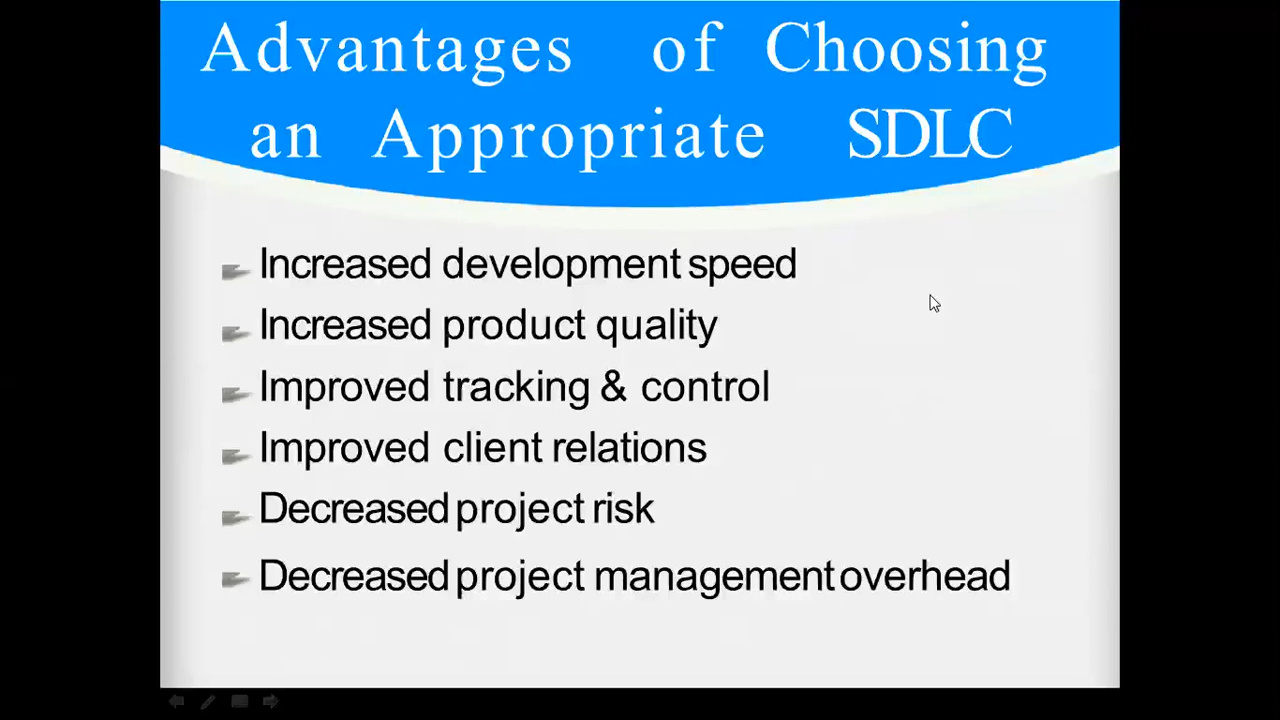 Advantages of Choosing
an Appropriate SDLC
Increased development speed
Increased product quality
Improved tracking & control
Improved client relations
Decreased project risk
Decreased project management overhead